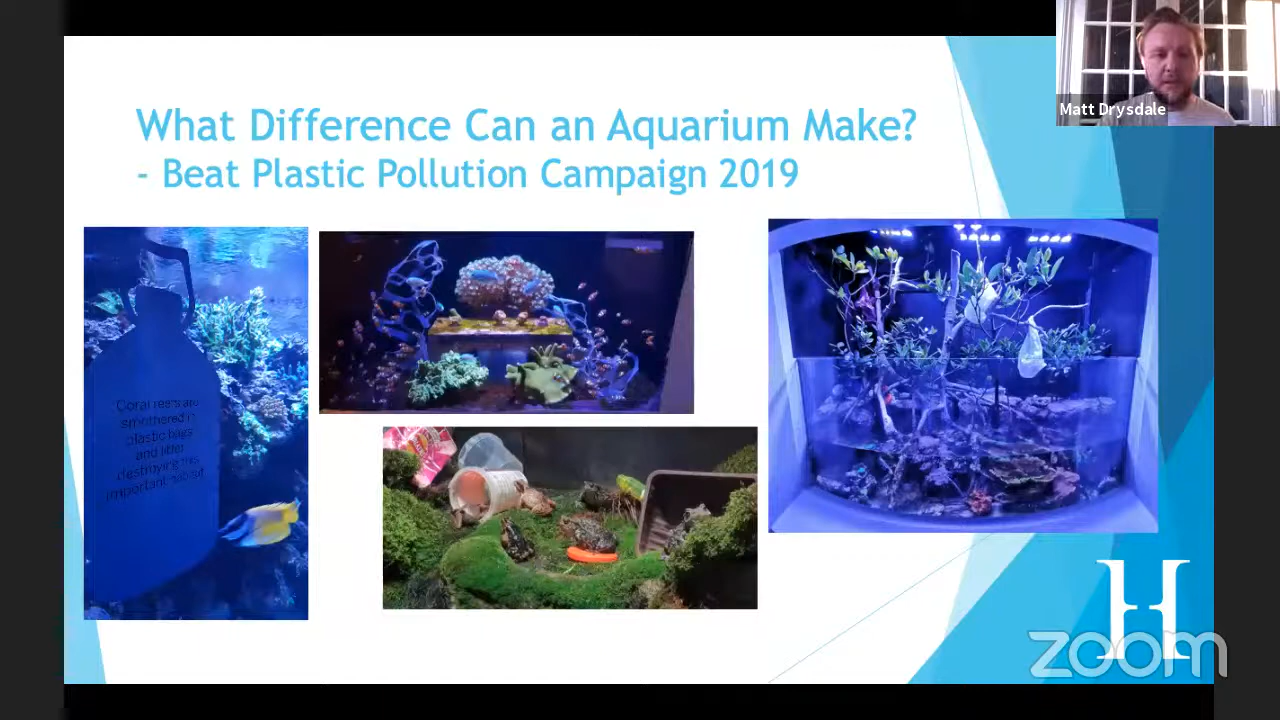 Matt Drysdale
What Difference Can an Aquarium Make?
- Beat Plastic Pollution Campaign 2019
Coral reefs are
smothered in
plastic bags
and litter
destroying this
important habitat
H
zoom